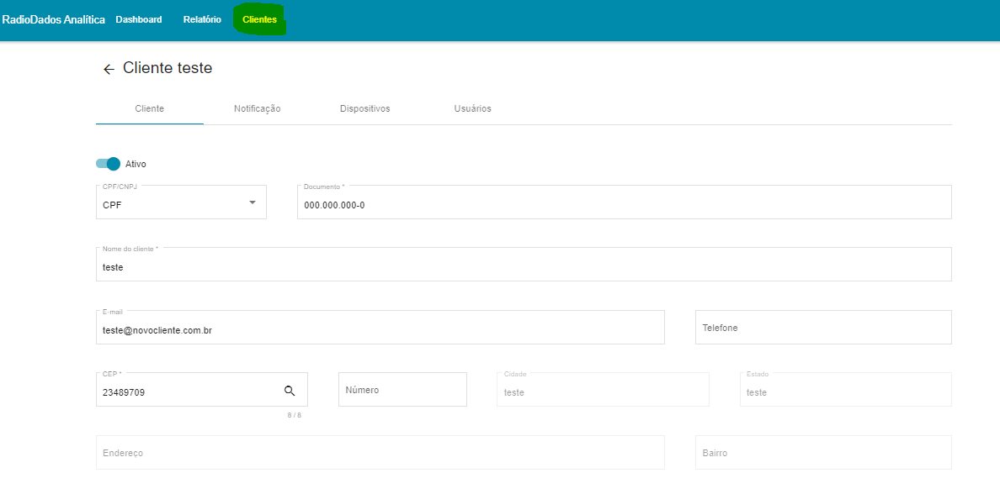 RadioDados Analítica Dashboard Relatório Clientes
Cliente teste
Cliente Notificação Dispositivos Usuários
Ativo
CPF/CNPJ Documento *
CPF 000.000.000-0
Nome do cliente *
teste
E-mail
teste@novocliente.com.br Telefone
CEP * Cidade Estado
23489709 Número teste teste
8 / 8
Endereço Bairro